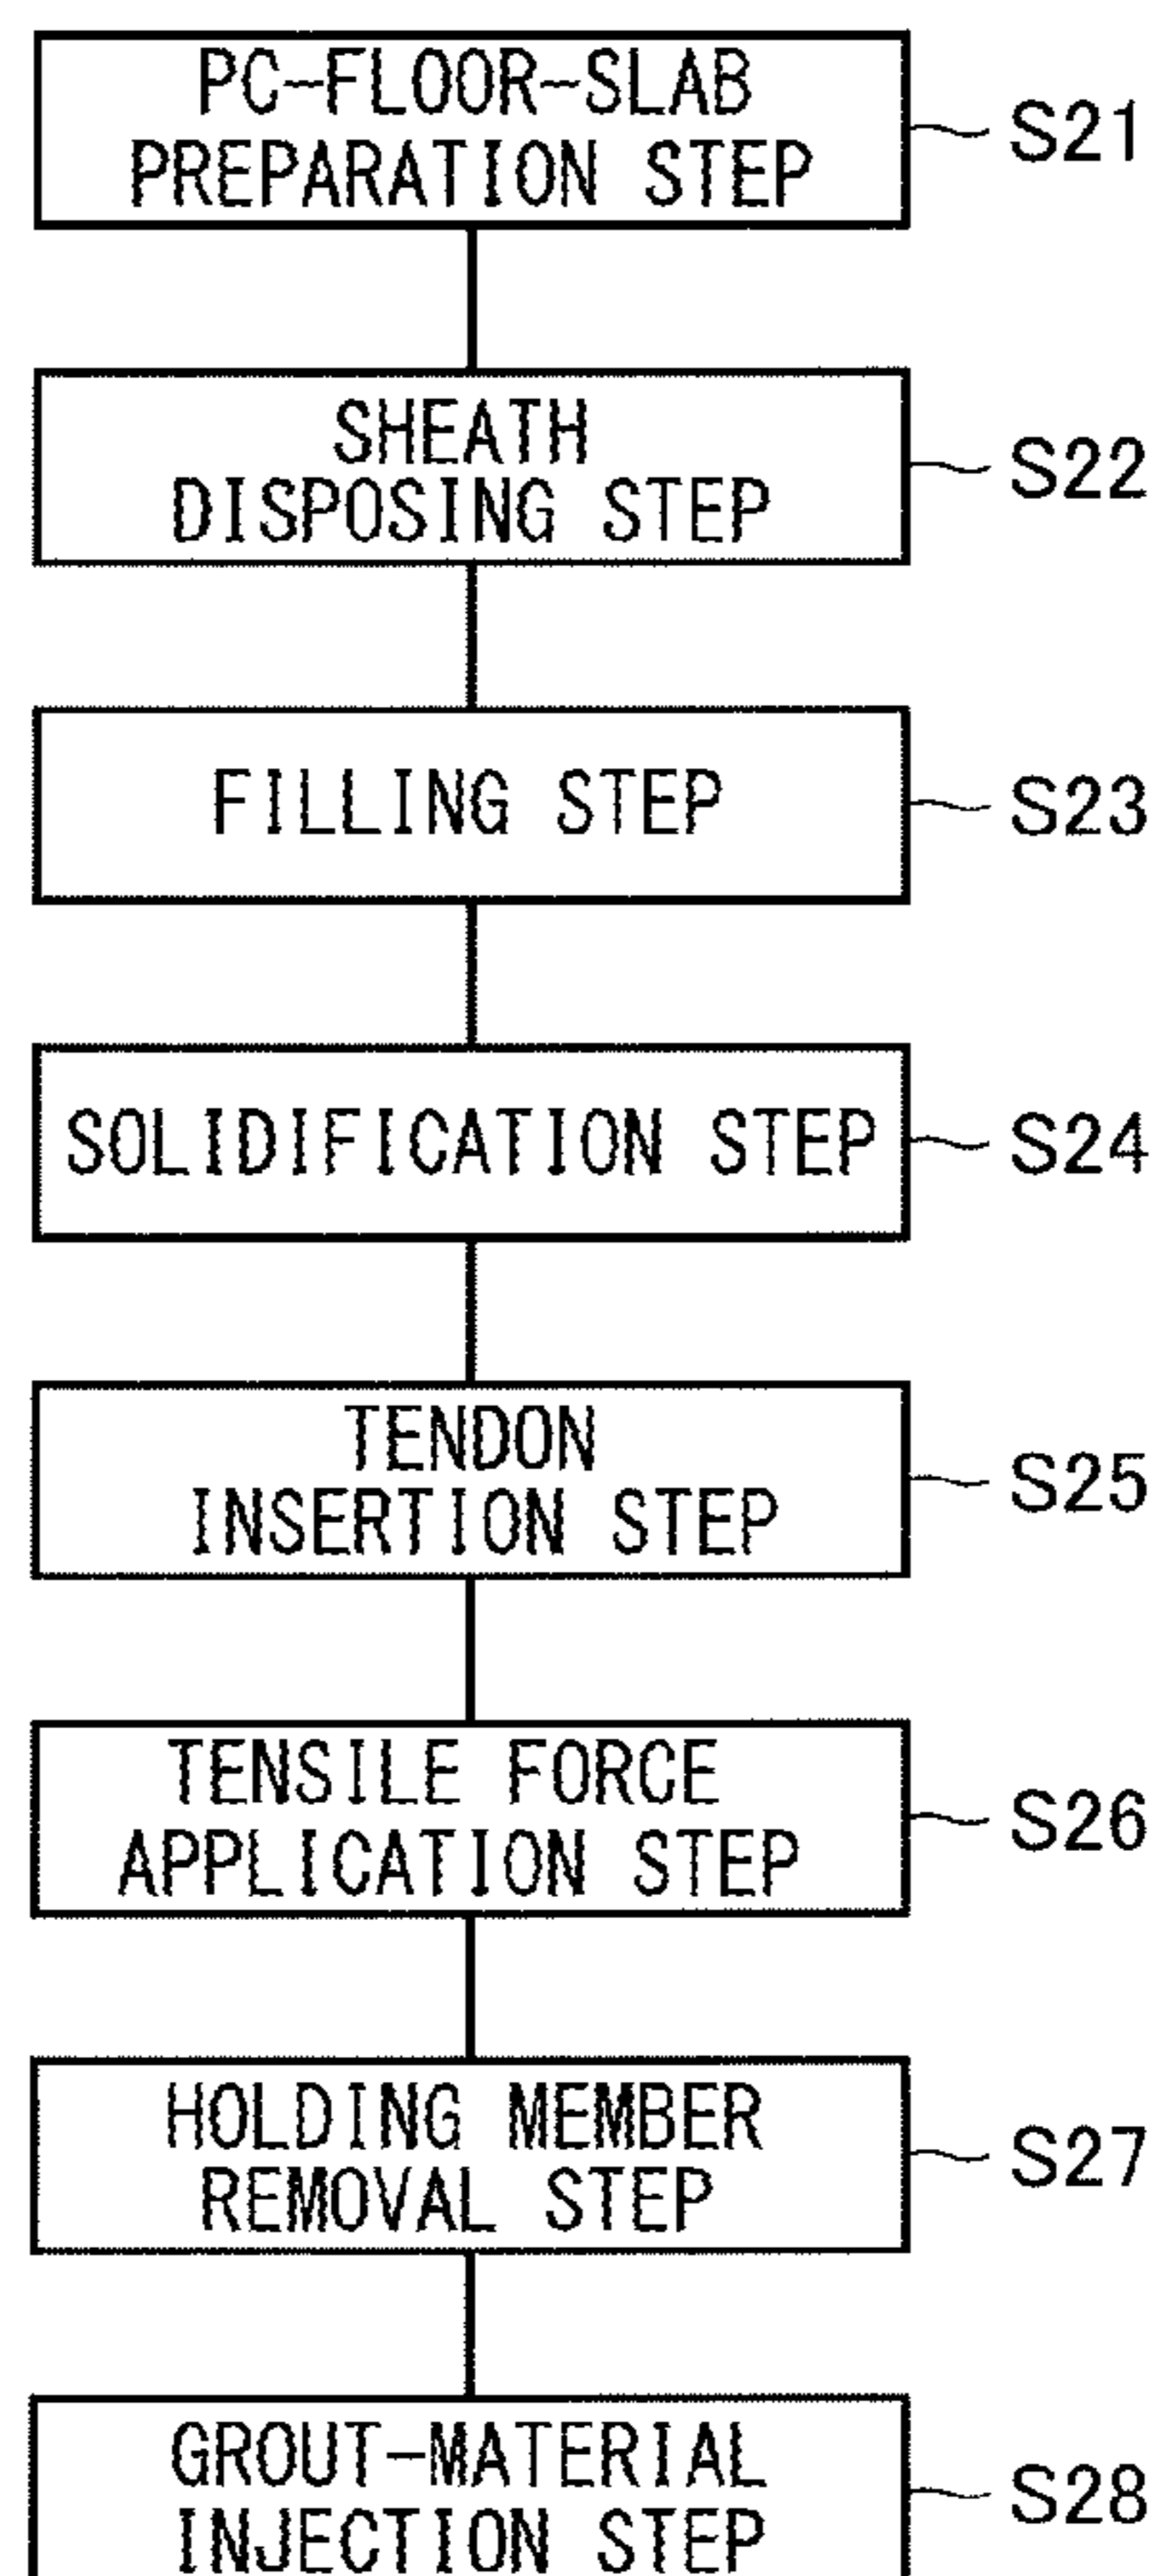 PC-FLOOR-SLAB
PREPARATION STEP
S21
SHEATH
DISPOSING STEP
S22
FILLING STEP
S23
SOLIDIFICATION STEP
S24
TENDON
INSERTION STEP
S25
TENSILE FORCE
APPLICATION STEP
S26
HOLDING MEMBER
REMOVAL STEP
S27
GROUT-MATERIAL
INJECTION STEP
S28